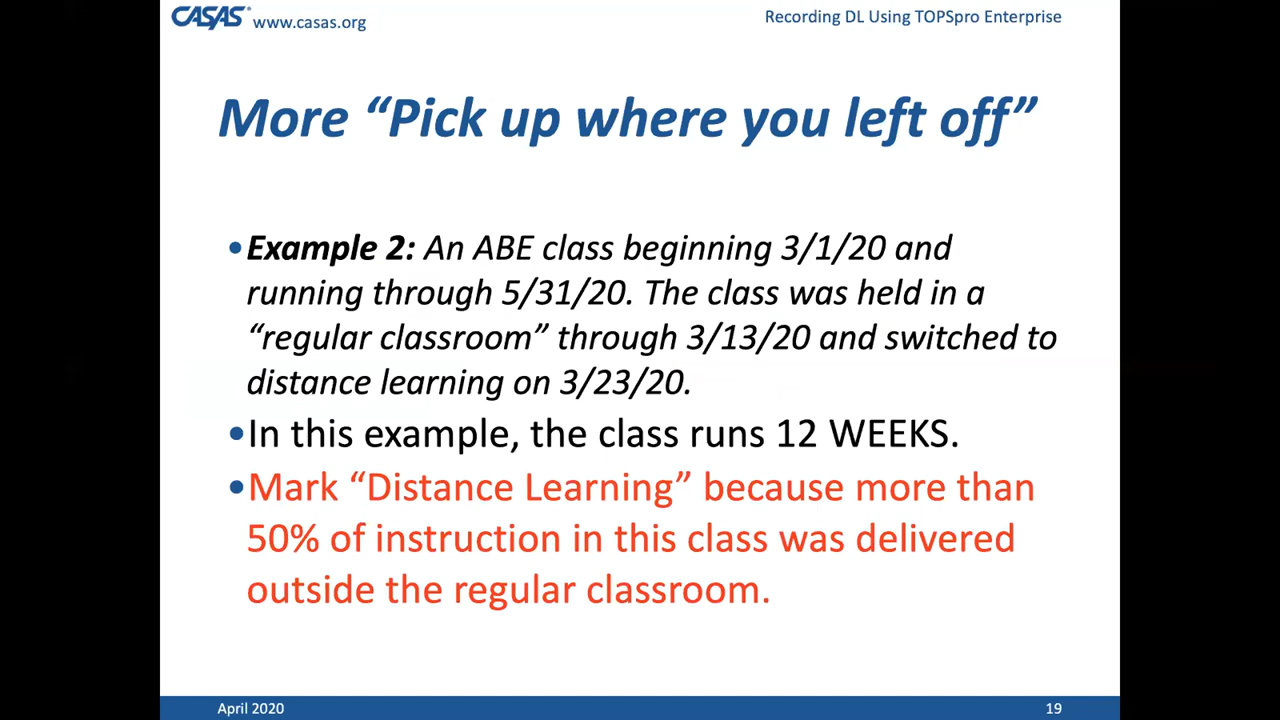 CASAS® www.casas.org
Recording DL Using TOPSpro Enterprise
More “Pick up where you left off”
•Example 2: An ABE class beginning 3/1/20 and
running through 5/31/20. The class was held in a
“regular classroom” through 3/13/20 and switched to
distance learning on 3/23/20.
•In this example, the class runs 12 WEEKS.
•Mark “Distance Learning” because more than
50% of instruction in this class was delivered
outside the regular classroom.
April 2020
19